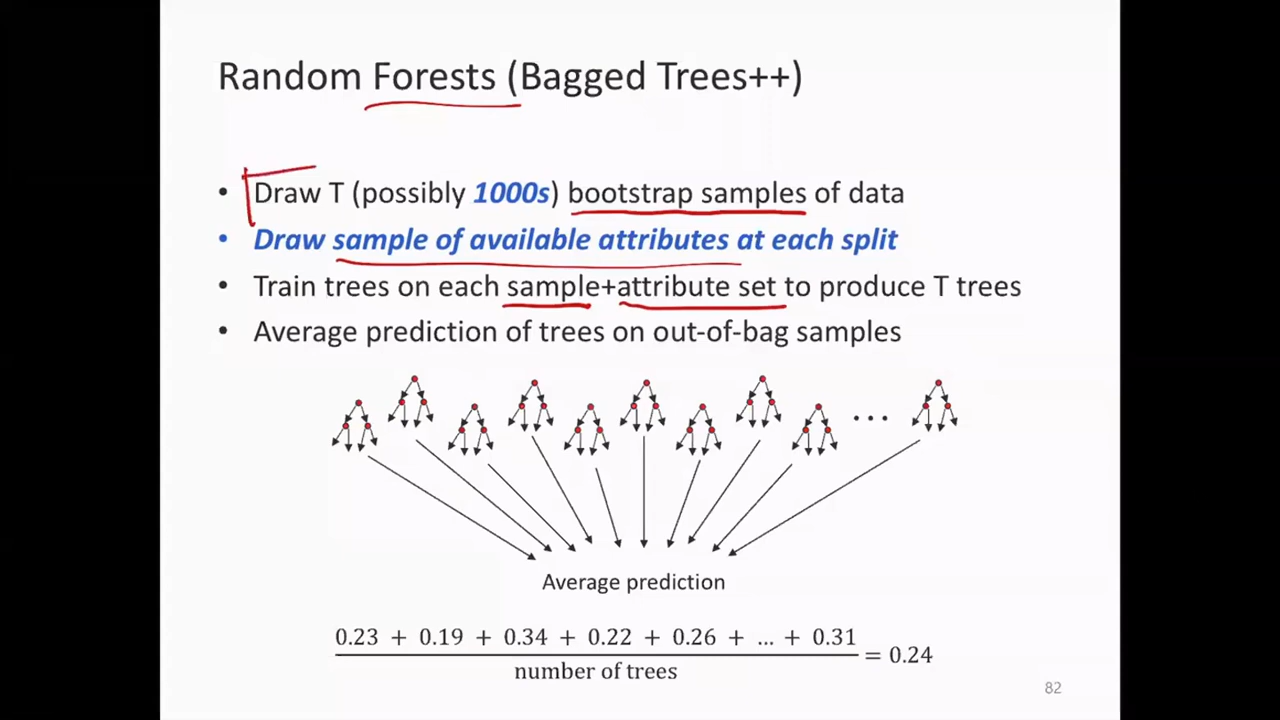 Random Forests (Bagged Trees++)
• Draw T (possibly 1000s) bootstrap samples of data
• Draw sample of available attributes at each split
• Train trees on each sample+attribute set to produce T trees
• Average prediction of trees on out-of-bag samples
...
Average prediction
0.23 + 0.19 + 0.34 + 0.22 + 0.26 + ... + 0.31
= 0.24
number of trees
82